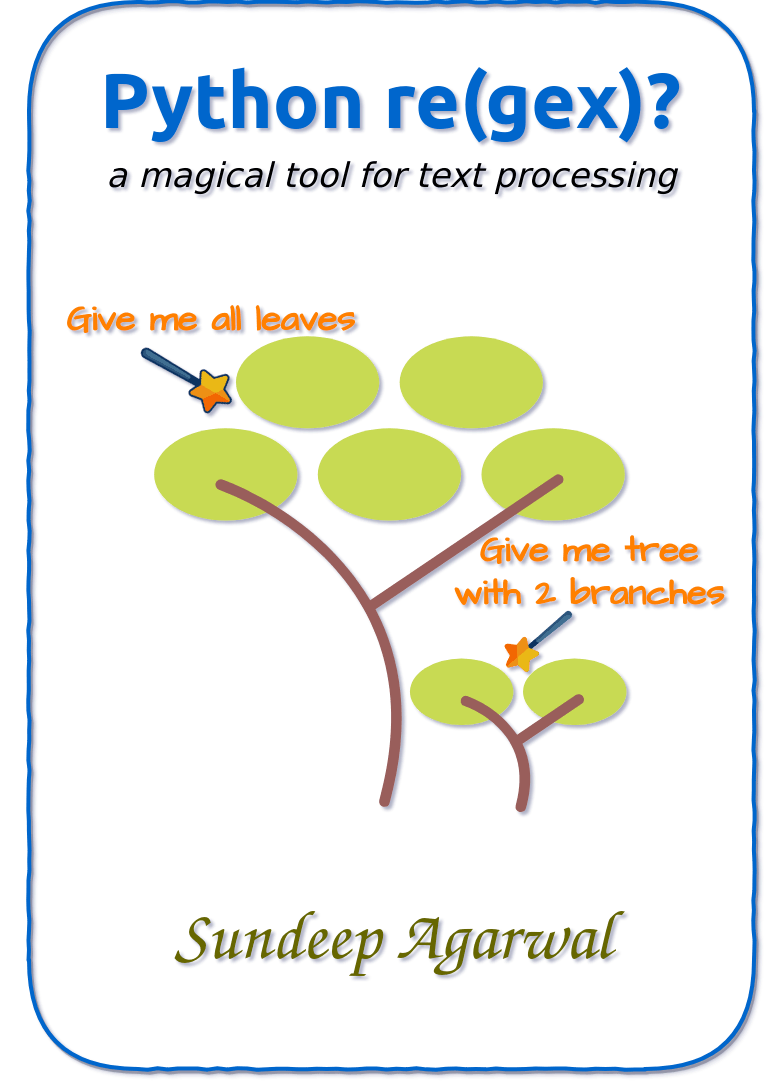 Python re(gex)?
a magical tool for text processing
Give me all leaves
Give me tree
with 2 branches
Sundeep Agarwal